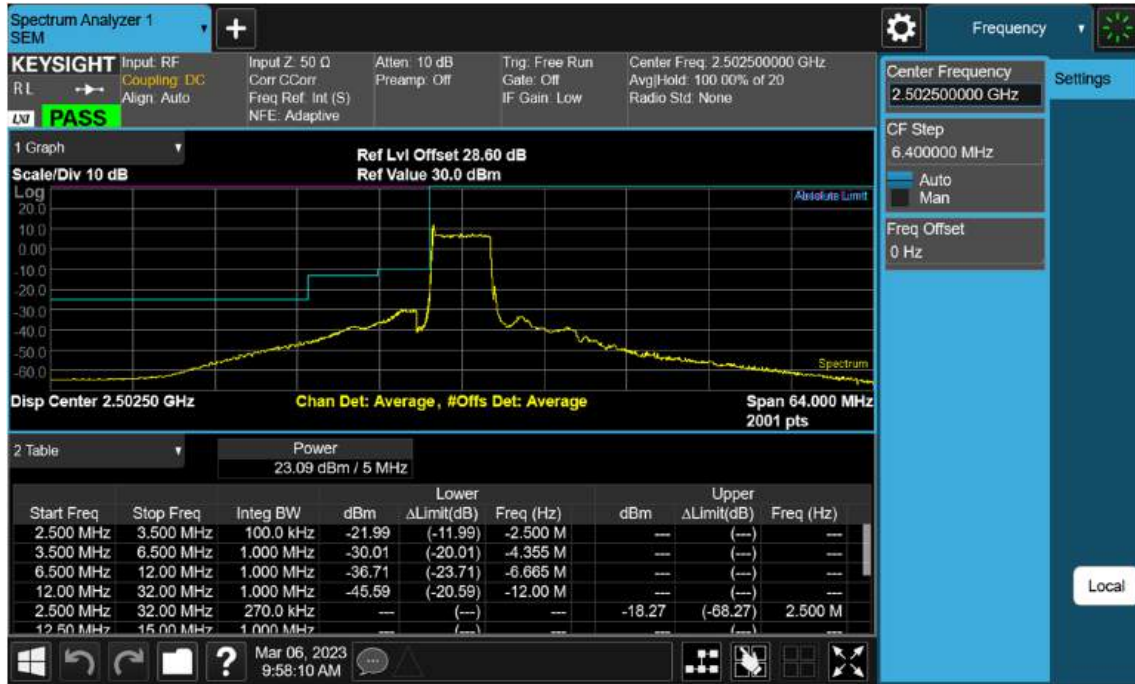 Spectrum Analyzer 1
SEM
Frequency
KEYSIGHT
RL
LXI PASS
Input: RF
Coupling: DC
Align: Auto
Input Z: 50 Ω
Corr CCorr
Freq Ref: Int (S)
NFE: Adaptive
Atten: 10 dB
Preamp: Off
Trig: Free Run
Gate: Off
IF Gain: Low
Center Freq: 2.502500000 GHz
Avg|Hold: 100.00% of 20
Radio Std: None
Center Frequency
2.502500000 GHz
Settings
CF Step
6.400000 MHz
Auto
Man
Freq Offset
0 Hz
1 Graph
Scale/Div 10 dB
Ref Lvl Offset 28.60 dB
Ref Value 30.0 dBm
Log
Absolute Limit
20.0
10.0
0.00
-10.0
-20.0
-30.0
-40.0
-50.0
-60.0
Spectrum
Disp Center 2.50250 GHz
Chan Det: Average, #Offs Det: Average
Span 64.000 MHz
2001 pts
2 Table
Power
23.09 dBm / 5 MHz
Lower Upper
Start Freq Stop Freq Integ BW dBm ΔLimit(dB) Freq (Hz) dBm ΔLimit(dB) Freq (Hz)
2.500 MHz 3.500 MHz 100.0 kHz -21.99 (-11.99) -2.500 M --- (---) ---
3.500 MHz 6.500 MHz 1.000 MHz -30.01 (-20.01) -4.355 M --- (---) ---
6.500 MHz 12.00 MHz 1.000 MHz -36.71 (-23.71) -6.665 M --- (---) ---
12.00 MHz 32.00 MHz 1.000 MHz -45.59 (-20.59) -12.00 M --- (---) ---
2.500 MHz 32.00 MHz 270.0 kHz --- (---) --- -18.27 (-68.27) 2.500 M
12.50 MHz 15.00 MHz 1.000 MHz --- (---) --- --- (---) ---
Local
Mar 06, 2023
9:58:10 AM